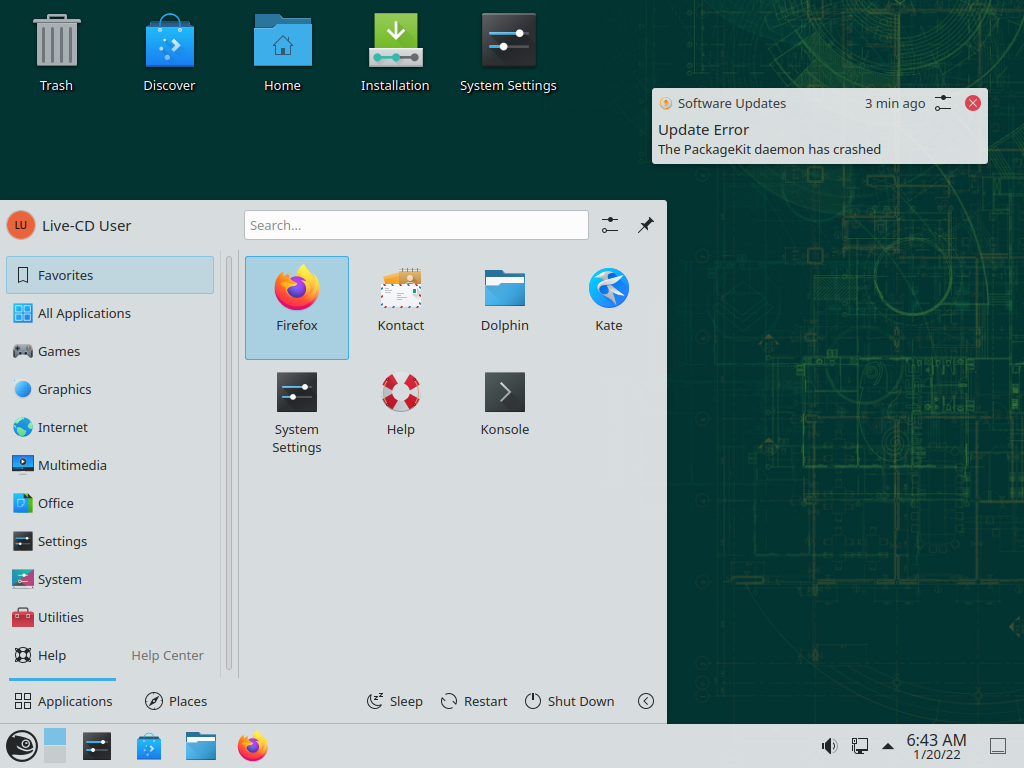 Trash
Discover
Home
Installation
System Settings
Software Updates
3 min ago
Update Error
The PackageKit daemon has crashed
LU
Live-CD User
Search...
Favorites
All Applications
Games
Graphics
Internet
Multimedia
Office
Settings
System
Utilities
Help
Help Center
Firefox
Kontact
Dolphin
Kate
System
Settings
Help
Konsole
Applications
Places
Sleep
Restart
Shut Down
6:43 AM
1/20/22